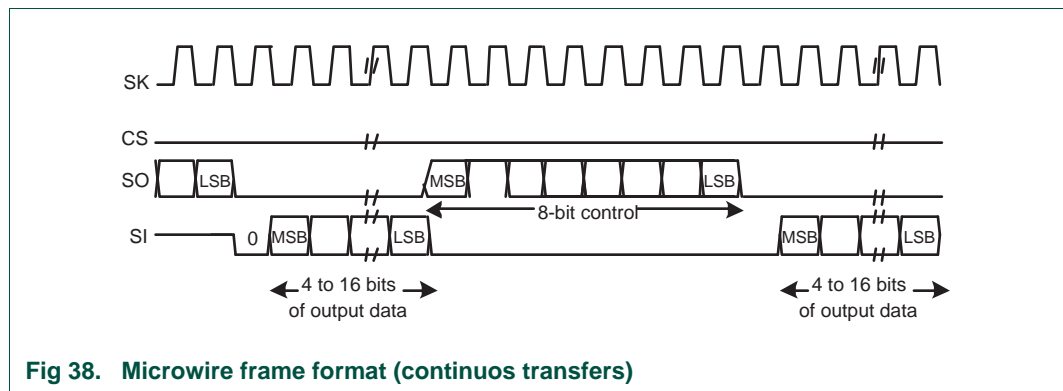 SK
CS
SO
LSB
MSB
LSB
8-bit control
SI
0
MSB
LSB
MSB
LSB
4 to 16 bits
of output data
4 to 16 bits
of output data
Fig 38. Microwire frame format (continuos transfers)